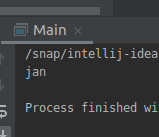 Main
/snap/intellij-idea
jan
Process finished wi